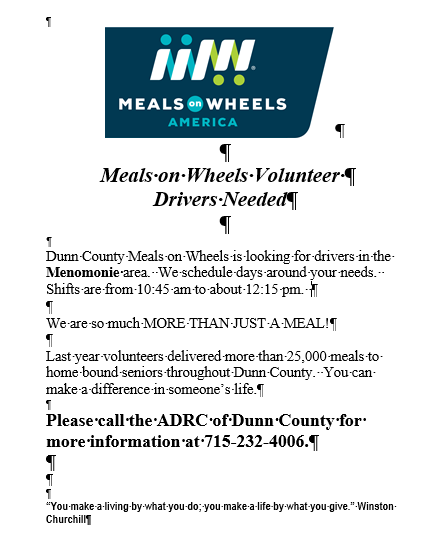 MEALS on WHEELS
AMERICA
Meals on Wheels Volunteer
Drivers Needed
Dunn County Meals on Wheels is looking for drivers in the
Menomonie area.  We schedule days around your needs.
Shifts are from 10:45 am to about 12:15 pm.
We are so much MORE THAN JUST A MEAL!
Last year volunteers delivered more than 25,000 meals to
home bound seniors throughout Dunn County.  You can
make a difference in someone's life.
Please call the ADRC of Dunn County for
more information at 715-232-4006.
“You make a living by what you do; you make a life by what you give.” Winston
Churchill